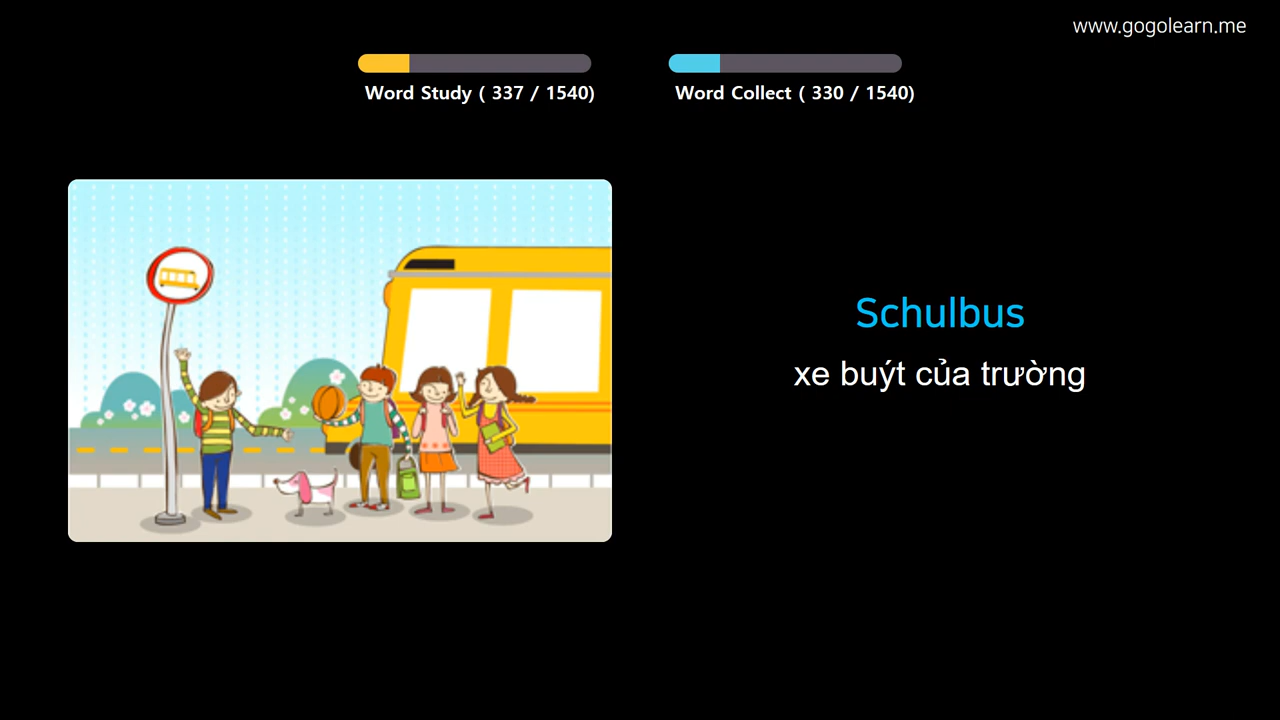 www.gogolearn.me
Word Study ( 337 / 1540)
Word Collect ( 330 / 1540)
Schulbus
xe buýt của trường